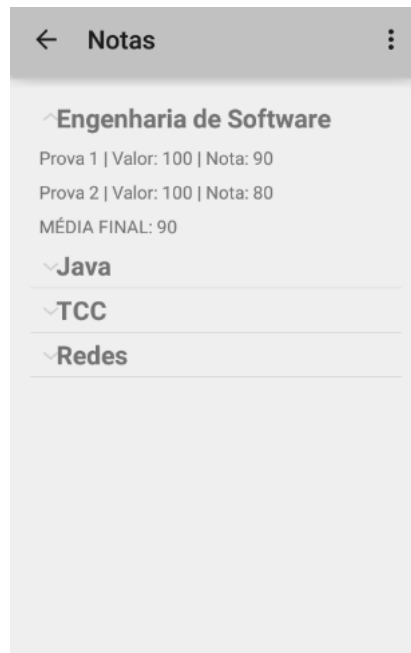 Notas
Engenharia de Software
Prova 1 | Valor: 100 | Nota: 90
Prova 2 | Valor: 100 | Nota: 80
MÉDIA FINAL: 90
Java
TCC
Redes